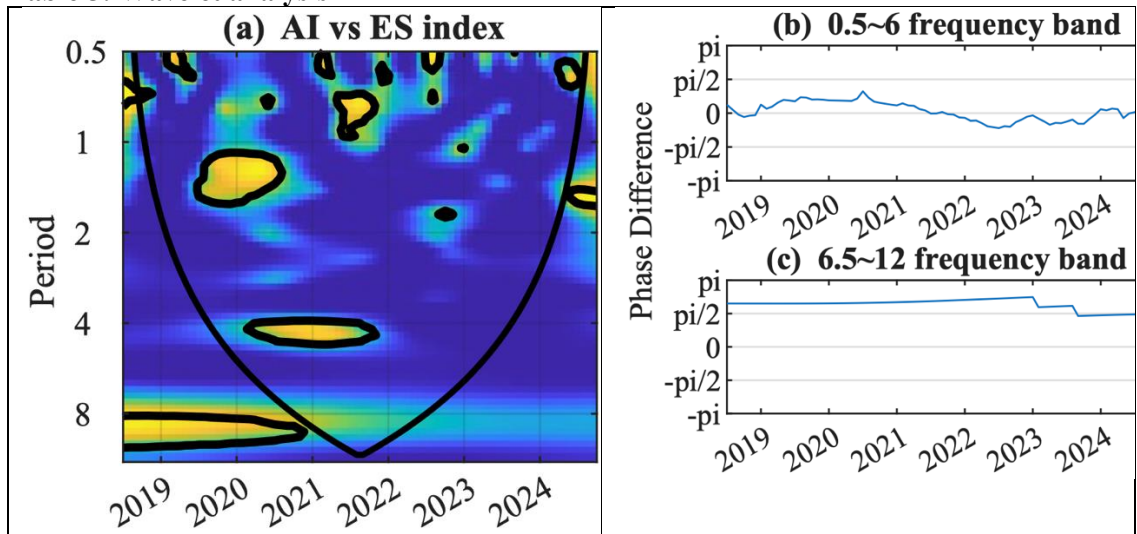 (a) AI vs ES index
0.5
1
2
4
8
Period
2019
2020
2021
2022
2023
2024
(b) 0.5~6 frequency band
pi
pi/2
0
-pi/2
-pi
2019
2020
2021
2022
2023
2024
Phase Difference
(c) 6.5~12 frequency band
pi
pi/2
0
-pi/2
-pi
2019
2020
2021
2022
2023
2024